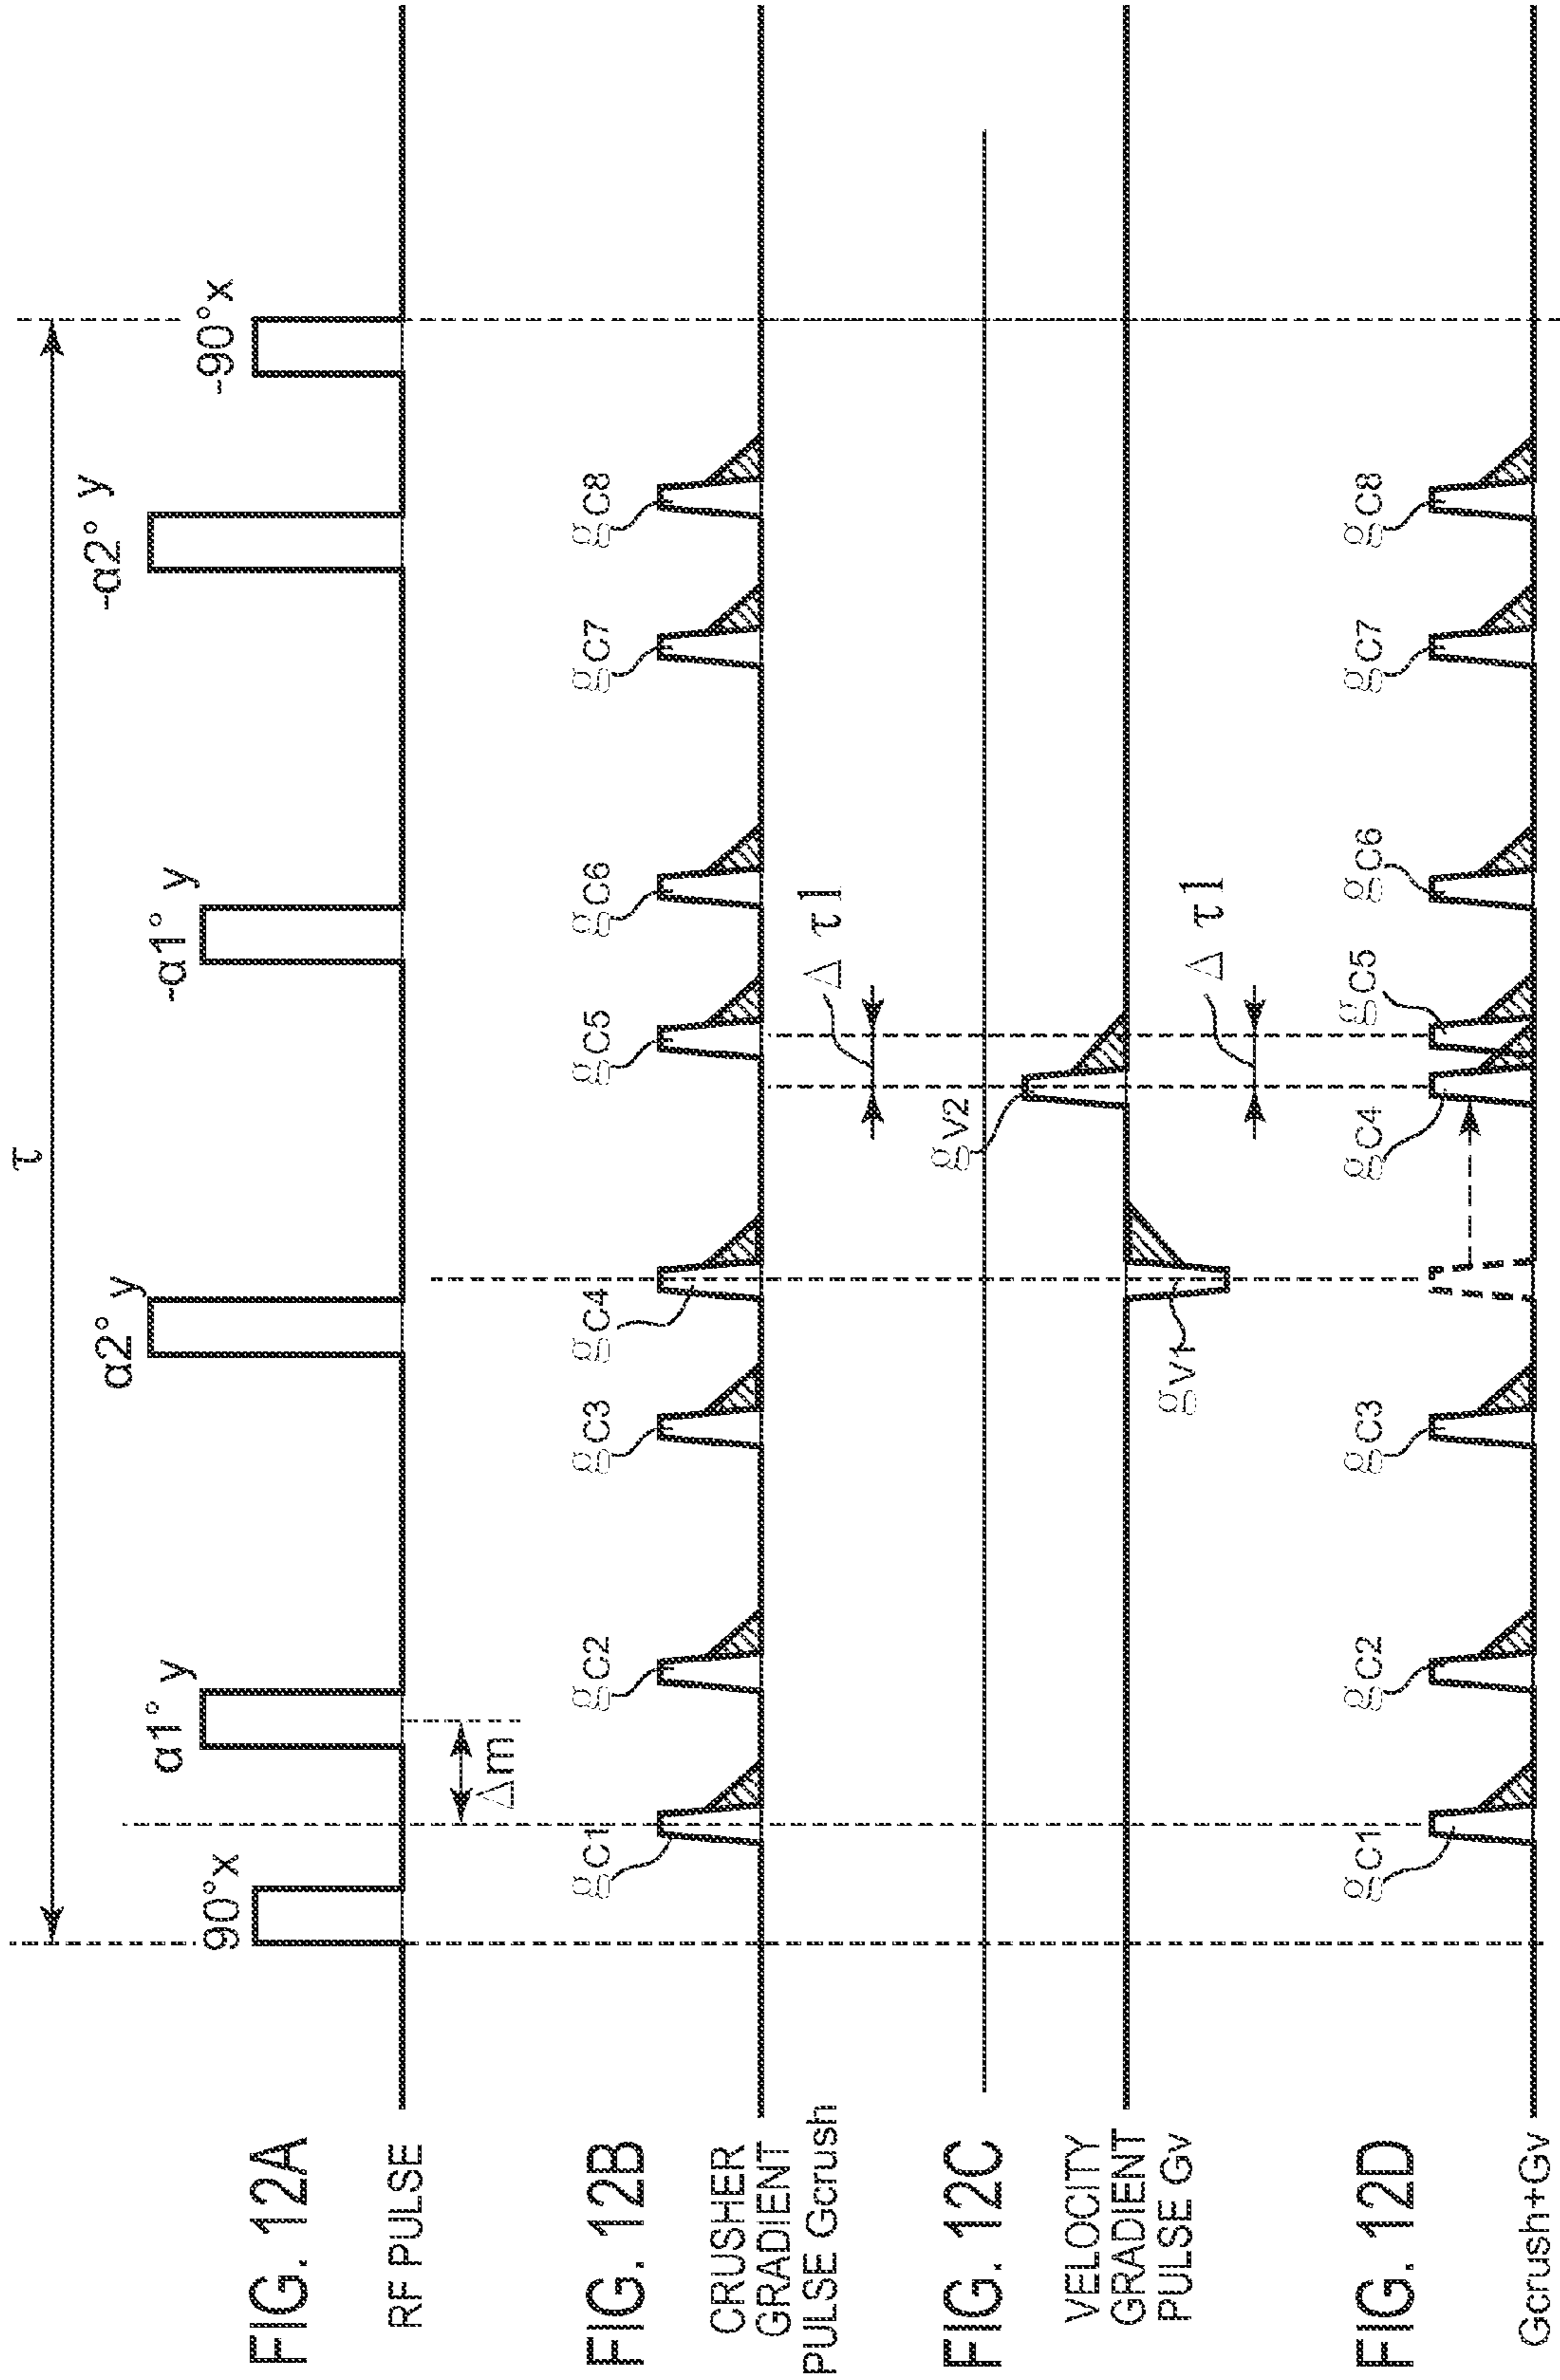 τ
FIG. 12A
RF PULSE
90°x
α1° y
α2° y
-α1° y
-α2° y
-90°x
Δm
FIG. 12B
CRUSHER
GRADIENT
PULSE Gcrush
gC1
gC2
gC3
gC4
gC5
gC6
gC7
gC8
Δτ1
FIG. 12C
VELOCITY
GRADIENT
PULSE Gv
gV1
gV2
Δτ1
FIG. 12D
Gcrush+Gv
gC1
gC2
gC3
gC4
gC5
gC6
gC7
gC8